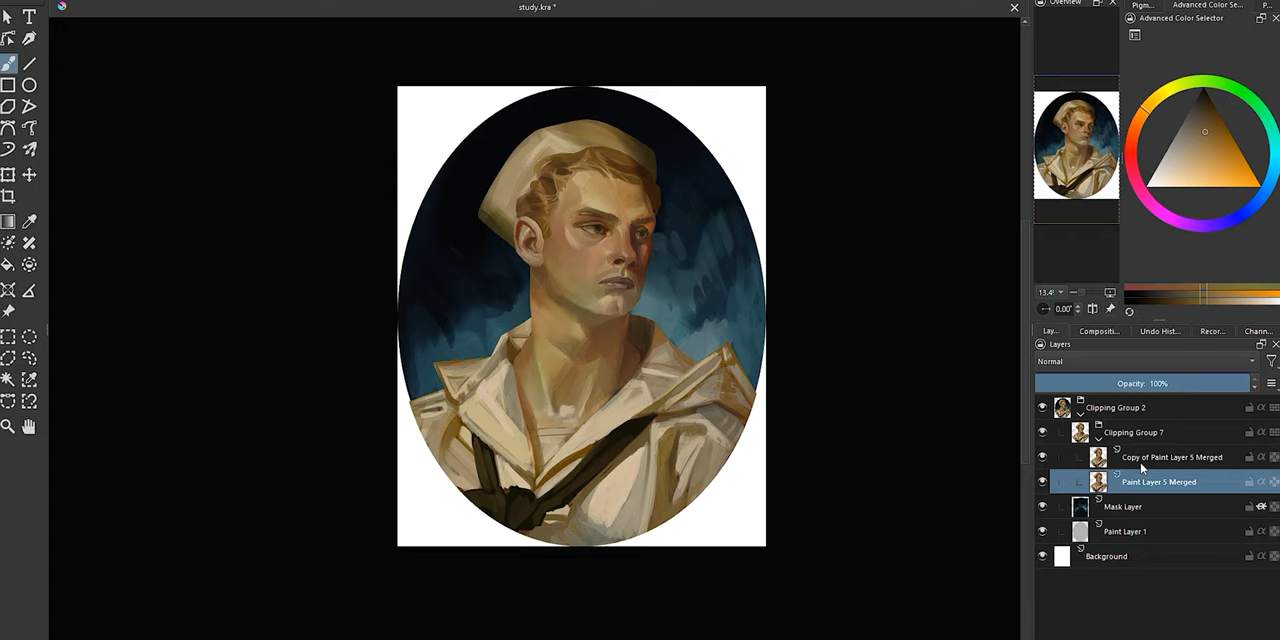 study.kra *
Overview
Pigm...
Advanced Color Se...
P...
Advanced Color Selector
13.4
0.00°
Lay...
Compositi...
Undo Hist...
Recor...
Chann...
Layers
Normal
Opacity: 100%
Clipping Group 2
Clipping Group 7
Copy of Paint Layer 5 Merged
Paint Layer 5 Merged
Mask Layer
Paint Layer 1
Background